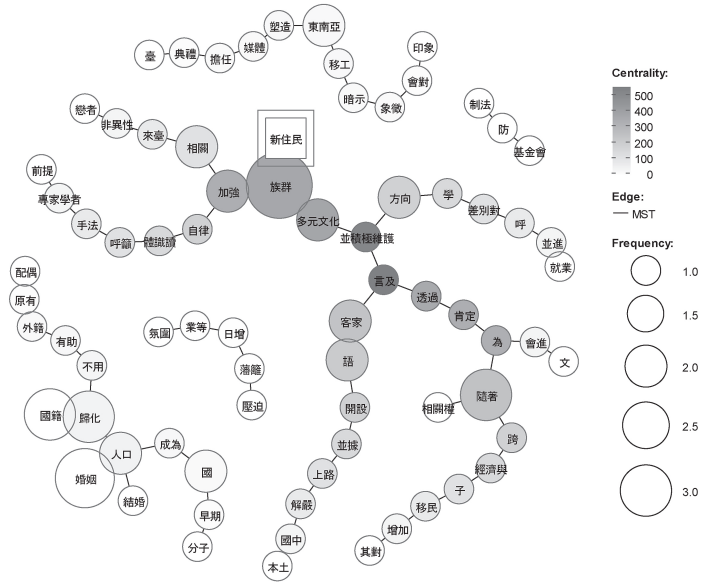 臺
典禮
擔任
媒體
塑造
東南亞
移工
暗示
象徵
會對
印象
制法
防
基金會
戀者
非異性
來臺
相關
新住民
族群
加強
多元文化
並積極維護
前提
專家學者
手法
呼籲
體識讀
自律
方向
學
差別對
呼
並進
就業
言及
透過
肯定
為
會進
文
客家
語
開設
並據
上路
解嚴
國中
本土
隨著
相關權
跨
經濟與
子
移民
增加
其對
配偶
原有
外籍
有助
不用
國籍
歸化
人口
婚姻
結婚
成為
國
早期
分子
氛圍
業等
日增
藩籬
壓迫
Centrality:
500
400
300
200
100
0
Edge:
MST
Frequency:
1.0
1.5
2.0
2.5
3.0